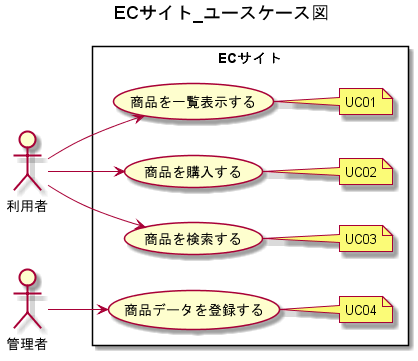 ECサイト_ユースケース図
ECサイト
商品を一覧表示する
UC01
商品を購入する
UC02
利用者
商品を検索する
UC03
商品データを登録する
UC04
管理者